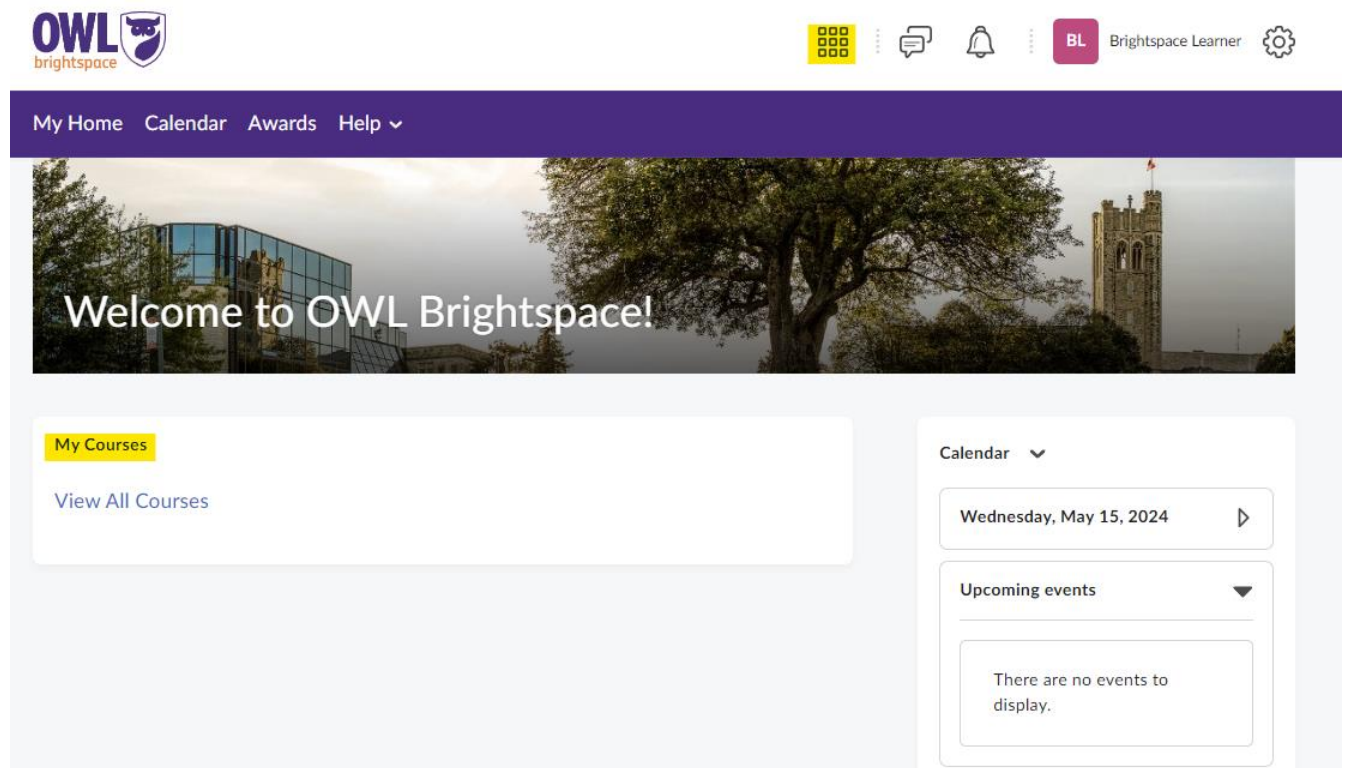 OWL
brightspace
BL
Brightspace Learner
My Home
Calendar
Awards
Help
Welcome to OWL Brightspace!
My Courses
View All Courses
Calendar
Wednesday, May 15, 2024
Upcoming events
There are no events to
display.